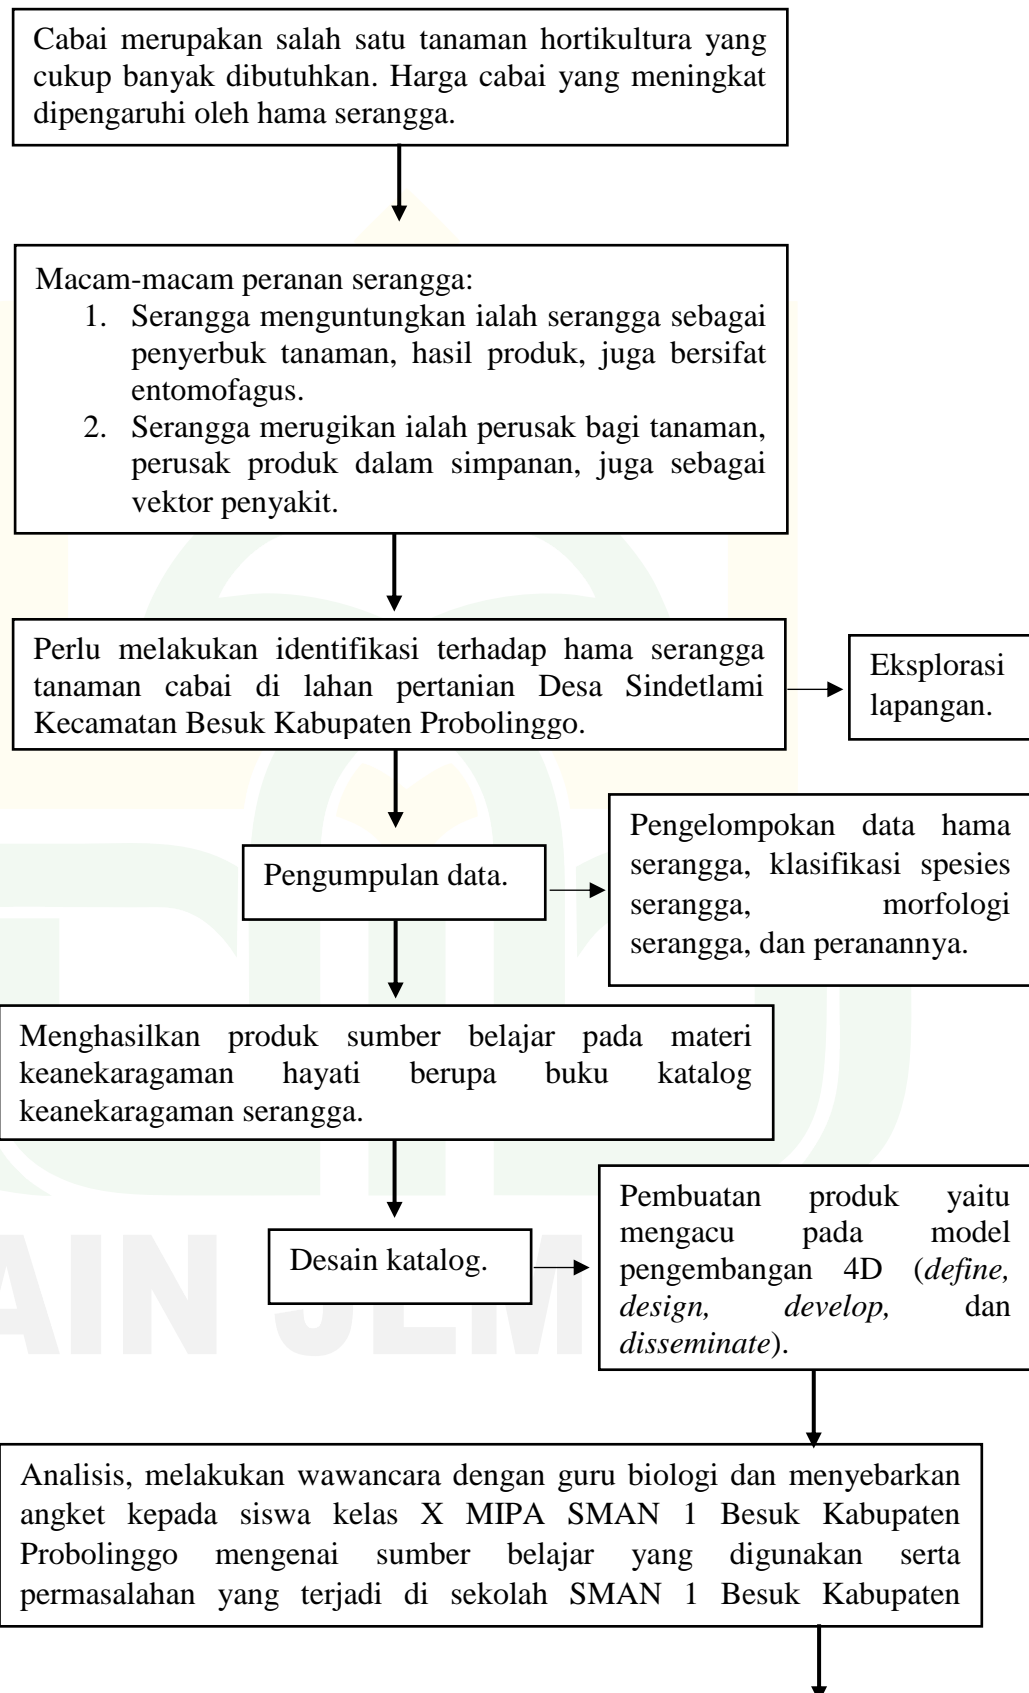 Cabai merupakan salah satu tanaman hortikultura yang
cukup banyak dibutuhkan. Harga cabai yang meningkat
dipengaruhi oleh hama serangga.
Macam-macam peranan serangga:
1. Serangga menguntungkan ialah serangga sebagai
penyerbuk tanaman, hasil produk, juga bersifat
entomofagus.
2. Serangga merugikan ialah perusak bagi tanaman,
perusak produk dalam simpanan, juga sebagai
vektor penyakit.
Perlu melakukan identifikasi terhadap hama serangga
tanaman cabai di lahan pertanian Desa Sindetlami
Kecamatan Besuk Kabupaten Probolinggo.
Eksplorasi
lapangan.
Pengumpulan data.
Pengelompokan data hama
serangga, klasifikasi spesies
serangga, morfologi
serangga, dan peranannya.
Menghasilkan produk sumber belajar pada materi
keanekaragaman hayati berupa buku katalog
keanekaragaman serangga.
Desain katalog.
Pembuatan produk yaitu
mengacu pada model
pengembangan 4D (define,
design, develop, dan
disseminate).
AIN JEM
Analisis, melakukan wawancara dengan guru biologi dan menyebarkan
angket kepada siswa kelas X MIPA SMAN 1 Besuk Kabupaten
Probolinggo mengenai sumber belajar yang digunakan serta
permasalahan yang terjadi di sekolah SMAN 1 Besuk Kabupaten